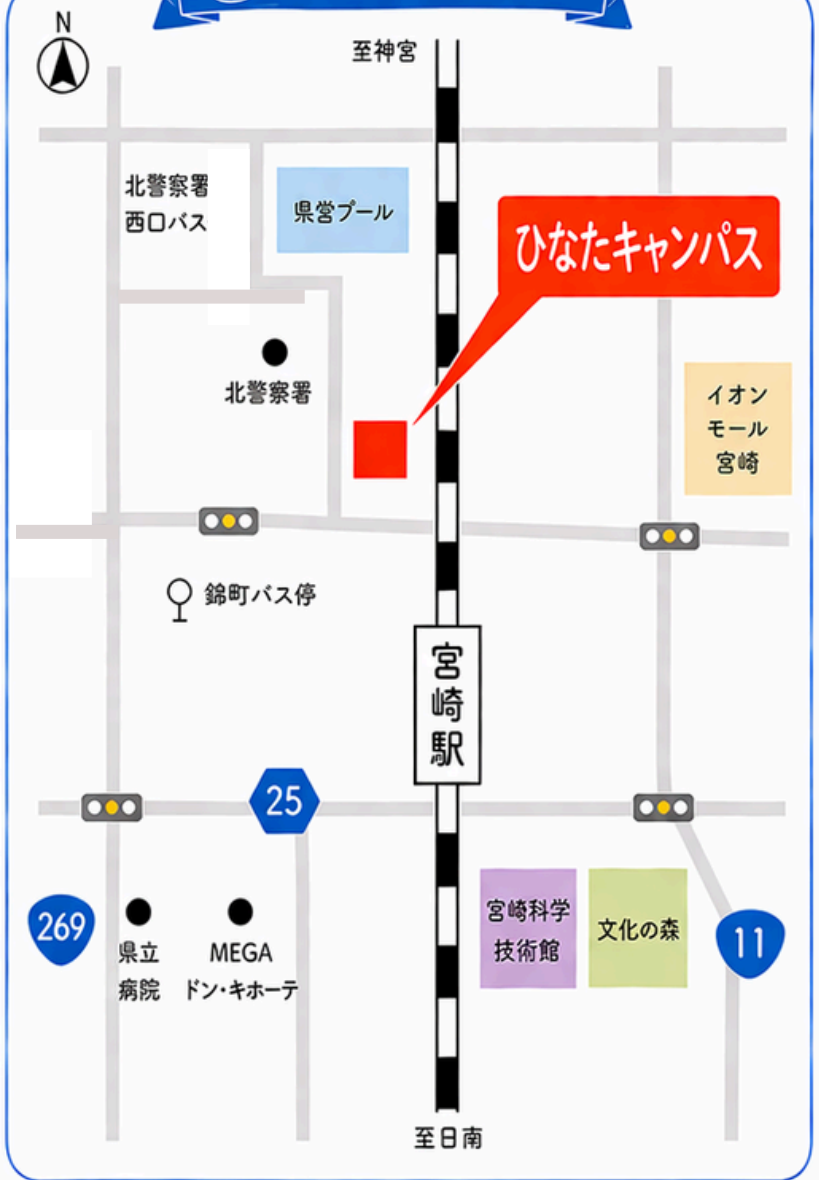 N
至神宮
北警察署
西口バス
県営プール
ひなたキャンパス
北警察署
イオン
モール
宮崎
錦町バス停
宮崎駅
25
269
県立
病院
MEGA
ドン・キホーテ
宮崎科学
技術館
文化の森
11
至日南